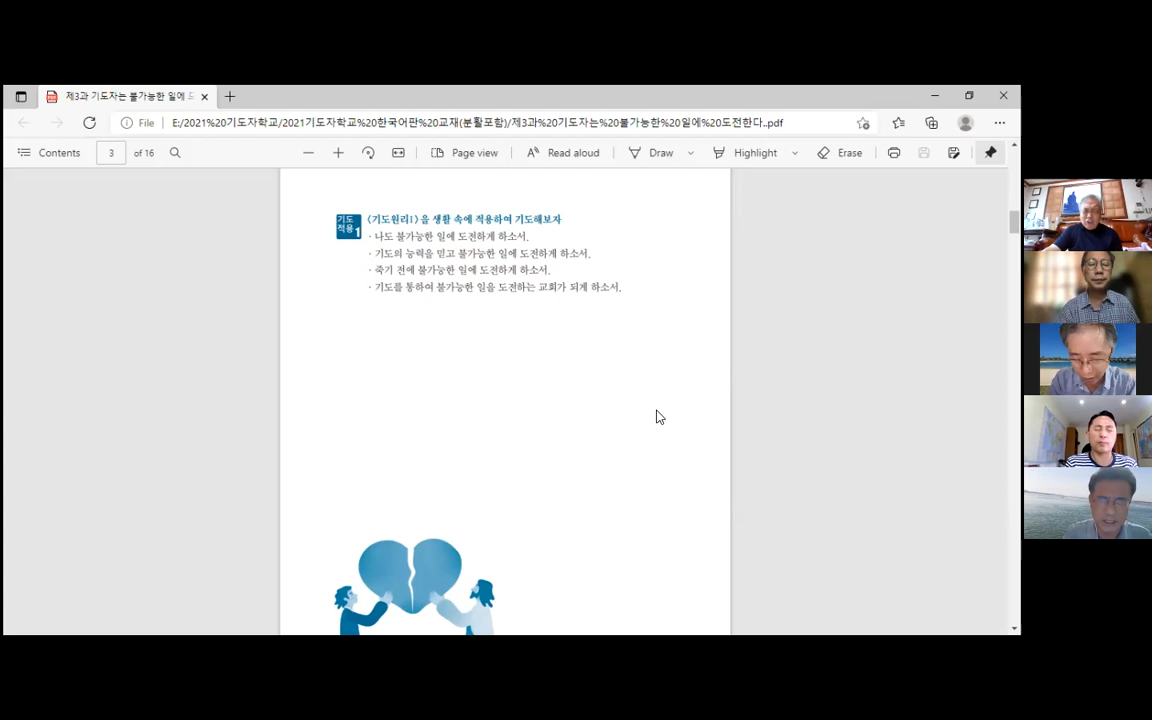 제3과 기도자는 불가능한 일에 도
File
E:/2021%20기도자학교/2021기도자학교%20한국어판%20교재(분활포함)/제3과%20기도자는%20불가능한%20일에%20도전한다..pdf
Contents 3 of 16 Page view Read aloud Draw Highlight Erase
기도
적용1
〈기도원리1〉을 생활 속에 적용하여 기도해보자
· 나도 불가능한 일에 도전하게 하소서.
· 기도의 능력을 믿고 불가능한 일에 도전하게 하소서.
· 죽기 전에 불가능한 일에 도전하게 하소서.
· 기도를 통하여 불가능한 일을 도전하는 교회가 되게 하소서.